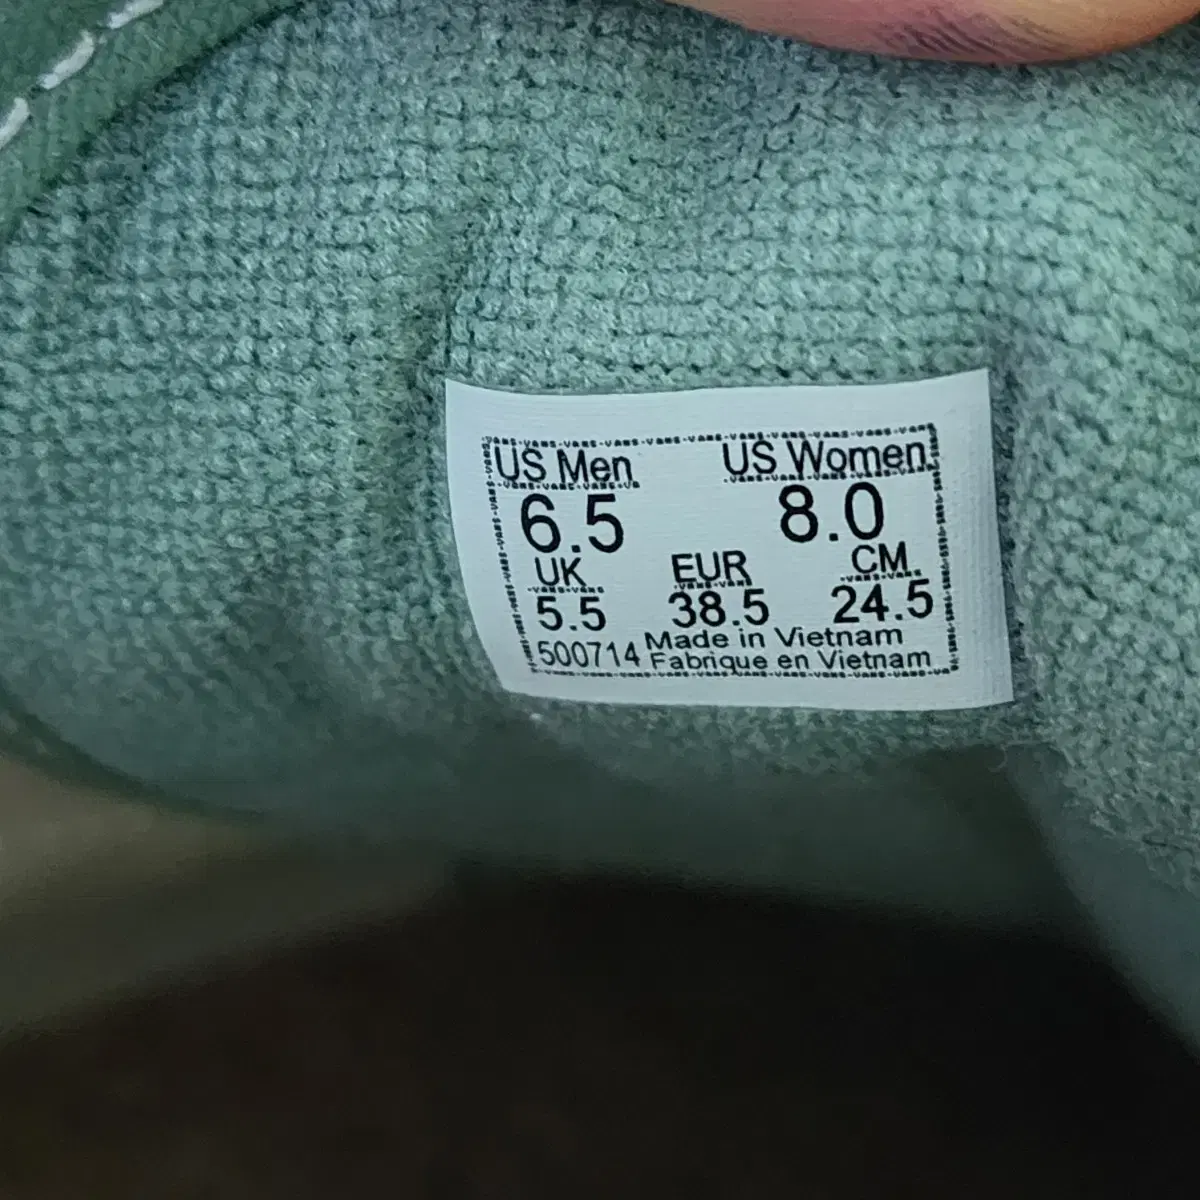 US Men US Women
6.5 8.0
UK EUR CM
5.5 38.5 24.5
Made in Vietnam
500714 Fabrique en Vietnam